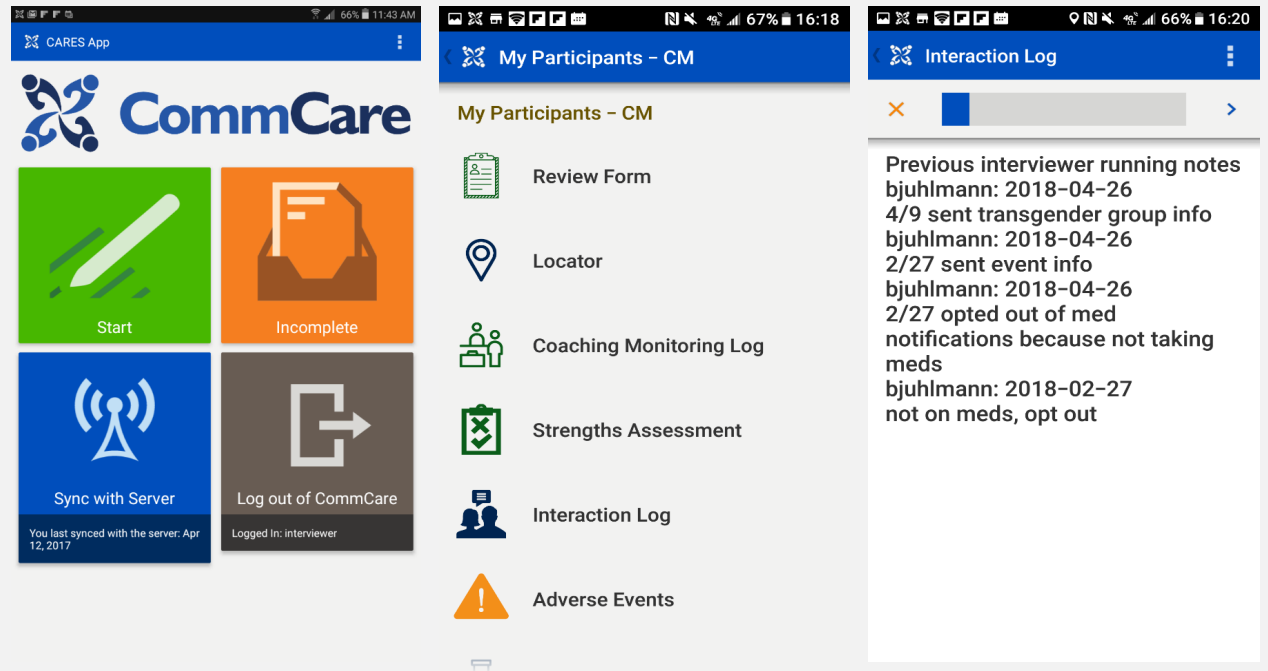 66% 11:43 AM
CARES App
CommCare
Start
Incomplete
Sync with Server
You last synced with the server: Apr
12, 2017
Log out of CommCare
Logged In: interviewer
67% 16:18
My Participants – CM
My Participants – CM
Review Form
Locator
Coaching Monitoring Log
Strengths Assessment
Interaction Log
Adverse Events
66% 16:20
Interaction Log
Previous interviewer running notes
bjuhlmann: 2018-04-26
4/9 sent transgender group info
bjuhlmann: 2018-04-26
2/27 sent event info
bjuhlmann: 2018-04-26
2/27 opted out of med
notifications because not taking
meds
bjuhlmann: 2018-02-27
not on meds, opt out